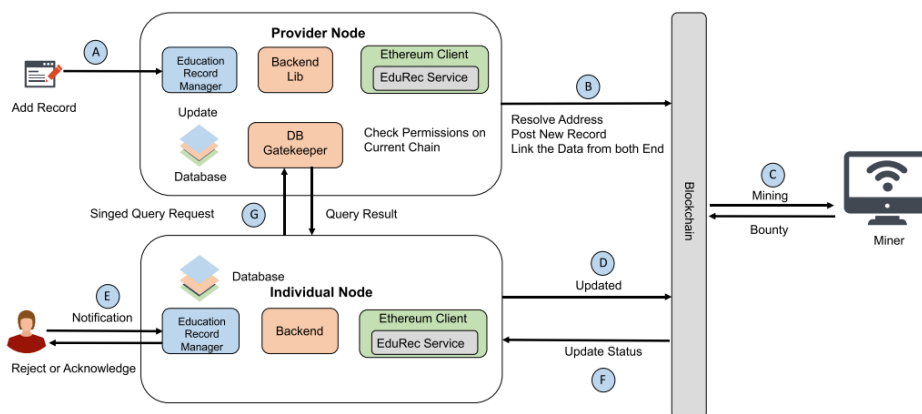 Provider Node
A
Education
Record
Manager
Backend
Lib
Ethereum Client
EduRec Service
B
Add Record
Update
Resolve Address
Post New Record
Link the Data from both End
DB
Gatekeeper
Check Permissions on
Current Chain
Database
C
Mining
Bounty
Miner
Blockchain
Singed Query Request
G
Query Result
Database
Individual Node
D
Updated
E
Notification
Education
Record
Manager
Backend
Ethereum Client
EduRec Service
Reject or Acknowledge
Update Status
F